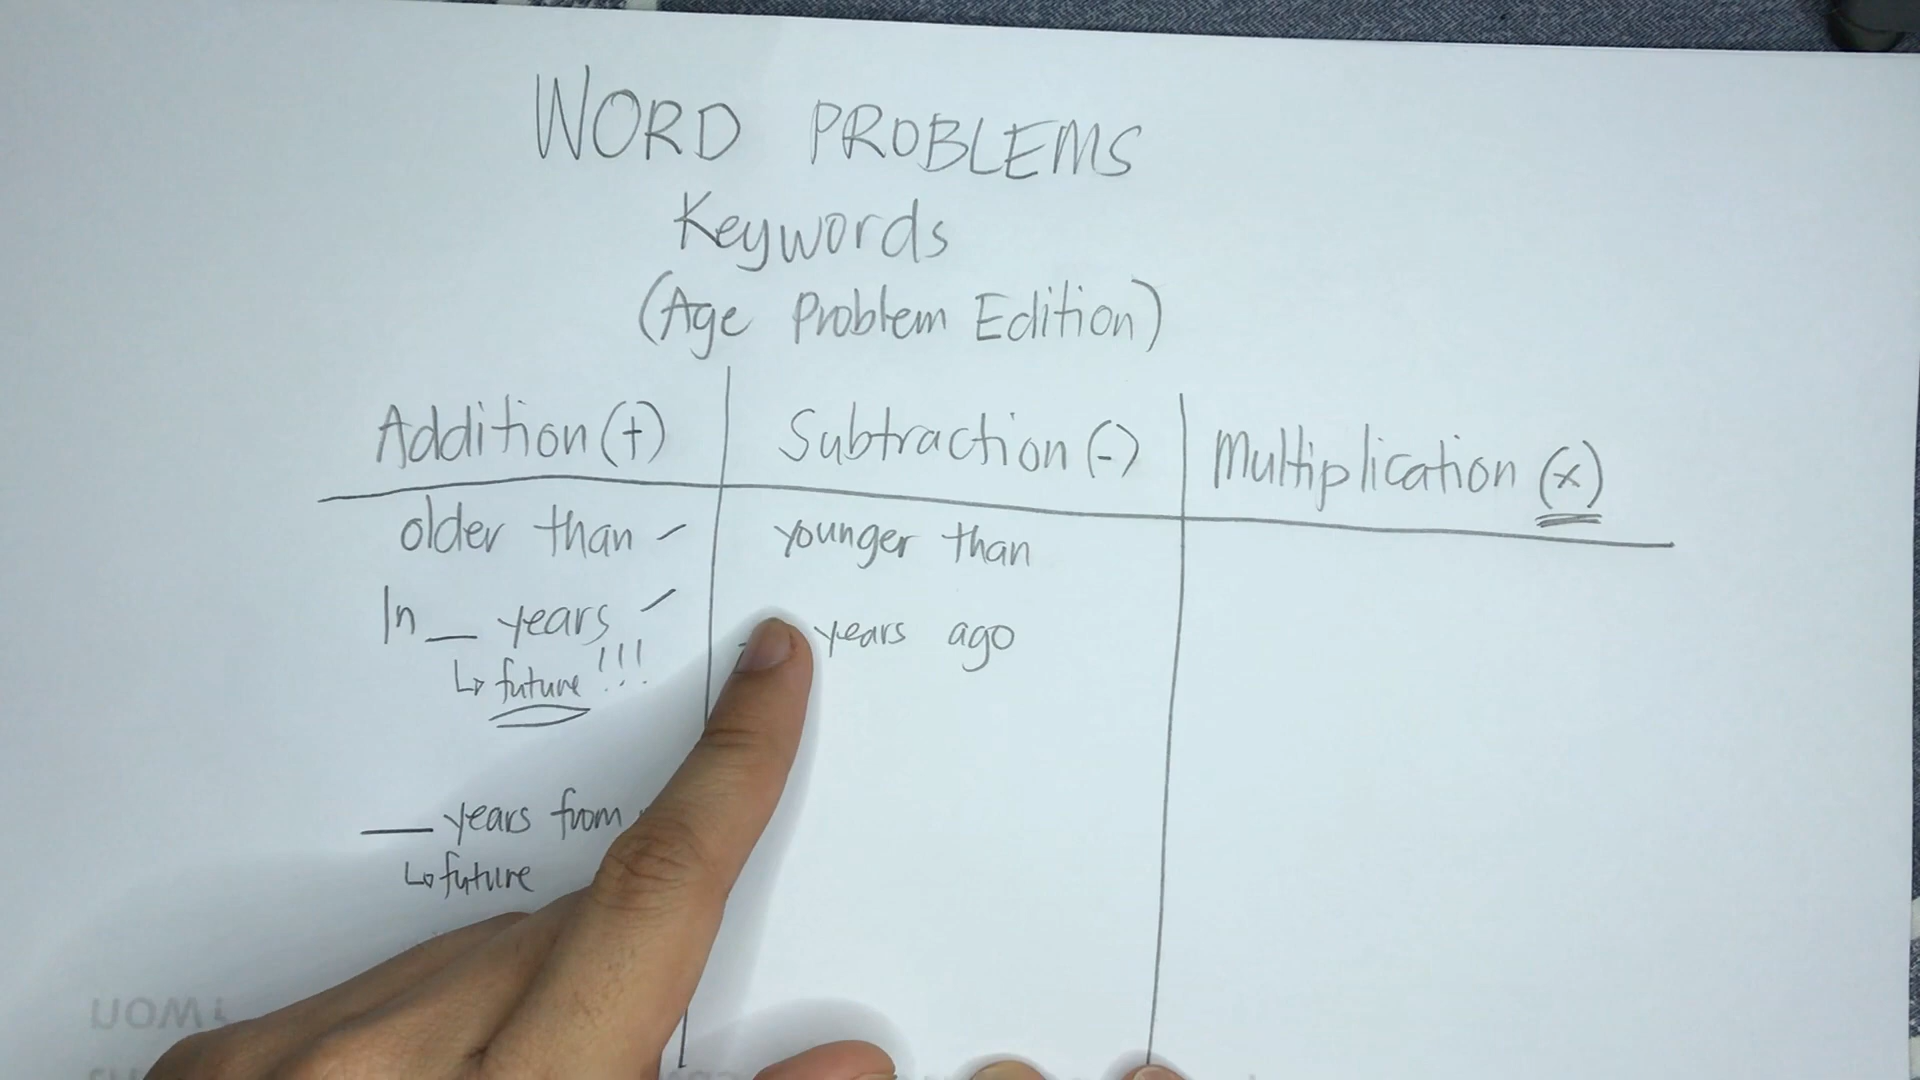 WORD PROBLEMS
Keywords
(Age Problem Edition)
Addition (+)
Subtraction (-)
Multiplication (x)
older than
younger than
In __ years
years ago
↳ future !!!
___ years from
↳ future